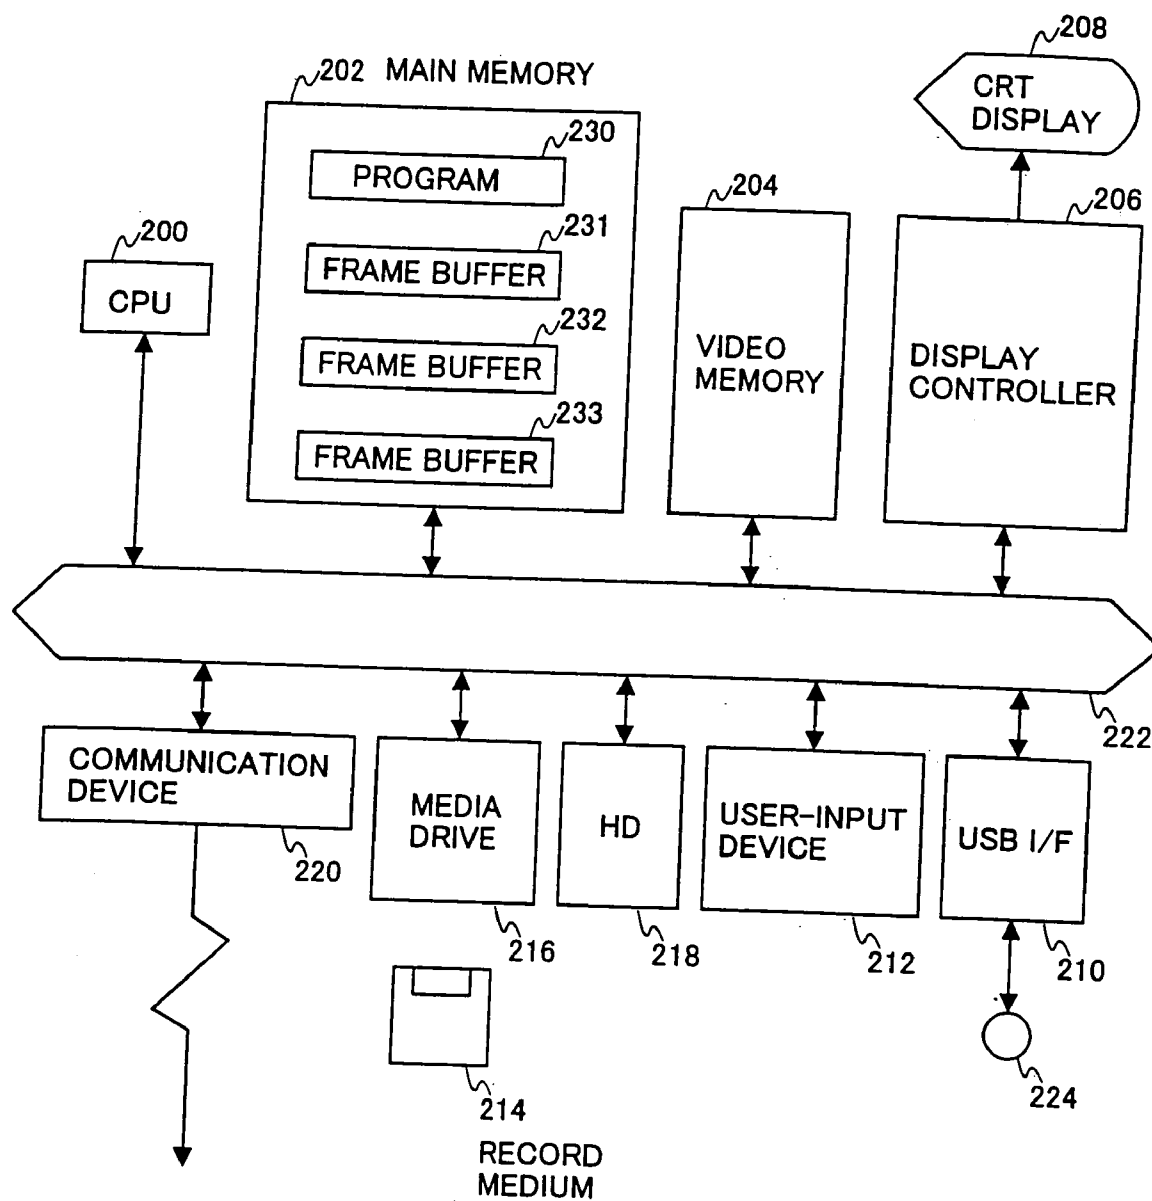 208
CRT
DISPLAY
202 MAIN MEMORY
230
PROGRAM
204
206
200
CPU
231
FRAME BUFFER
232
FRAME BUFFER
233
FRAME BUFFER
VIDEO
MEMORY
DISPLAY
CONTROLLER
222
COMMUNICATION
DEVICE
220
MEDIA
DRIVE
216
HD
218
USER-INPUT
DEVICE
212
USB I/F
210
224
214
RECORD
MEDIUM